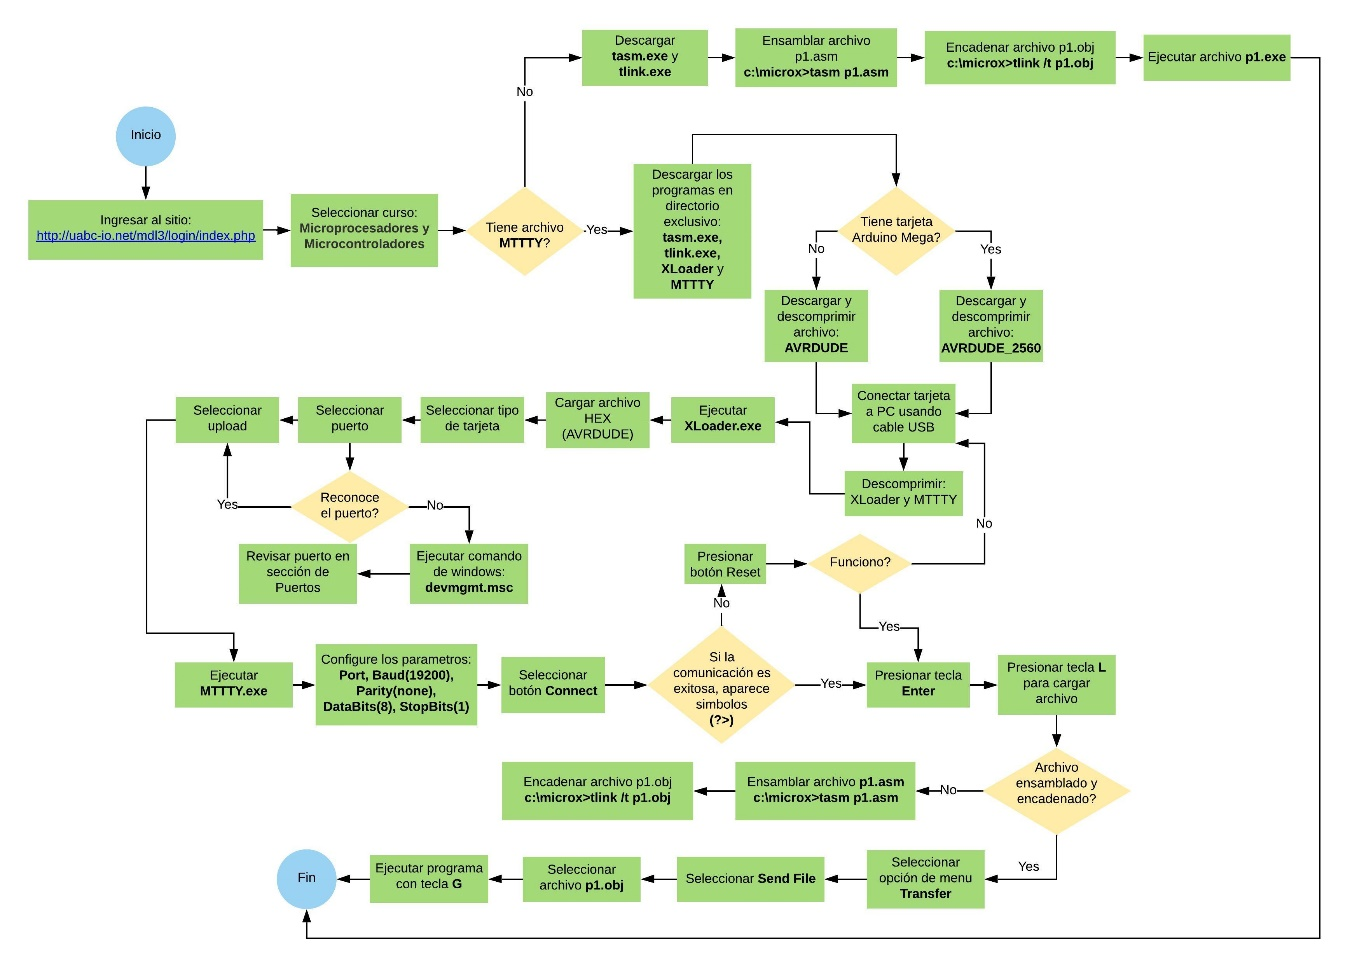 Inicio
Ingresar al sitio:
http://uabc-io.net/mdl3/login/index.php
Seleccionar curso:
Microprocesadores y
Microcontroladores
Tiene archivo
MTTTY?
No
Descargar
tasm.exe y
tlink.exe
Ensamblar archivo
p1.asm
c:\microx>tasm p1.asm
Encadenar archivo p1.obj
c:\microx>tlink /t p1.obj
Ejecutar archivo p1.exe
Yes
Descargar los
programas en
directorio
exclusivo:
tasm.exe,
tlink.exe,
XLoader y
MTTTY
Tiene tarjeta
Arduino Mega?
No
Yes
Descargar y
descomprimir
archivo:
AVRDUDE
Descargar y
descomprimir
archivo:
AVRDUDE_2560
Conectar tarjeta
a PC usando
cable USB
Descomprimir:
XLoader y MTTTY
Ejecutar
XLoader.exe
Cargar archivo
HEX
(AVRDUDE)
Seleccionar tipo
de tarjeta
Seleccionar
puerto
Seleccionar
upload
Reconoce
el puerto?
Yes
No
Ejecutar comando
de windows:
devmgmt.msc
Revisar puerto en
sección de
Puertos
Ejecutar
MTTTY.exe
Configure los parametros:
Port, Baud(19200),
Parity(none),
DataBits(8), StopBits(1)
Seleccionar
botón Connect
Si la
comunicación es
exitosa, aparece
simbolos
(?>)
No
Presionar
botón Reset
Funciono?
No
Yes
Yes
Presionar tecla
Enter
Presionar tecla L
para cargar
archivo
Archivo
ensamblado y
encadenado?
No
Ensamblar archivo p1.asm
c:\microx>tasm p1.asm
Encadenar archivo p1.obj
c:\microx>tlink /t p1.obj
Yes
Seleccionar
opción de menu
Transfer
Seleccionar Send File
Seleccionar
archivo p1.obj
Ejecutar programa
con tecla G
Fin